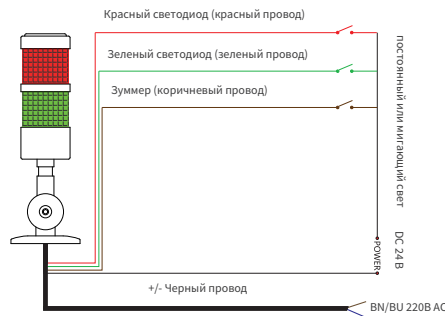 Красный светодиод (красный провод)
Зеленый светодиод (зеленый провод)
Зуммер (коричневый провод)
постоянный или мигающий свет
DC 24 В
-POWER+
+/- Черный провод
BN/BU 220В AC